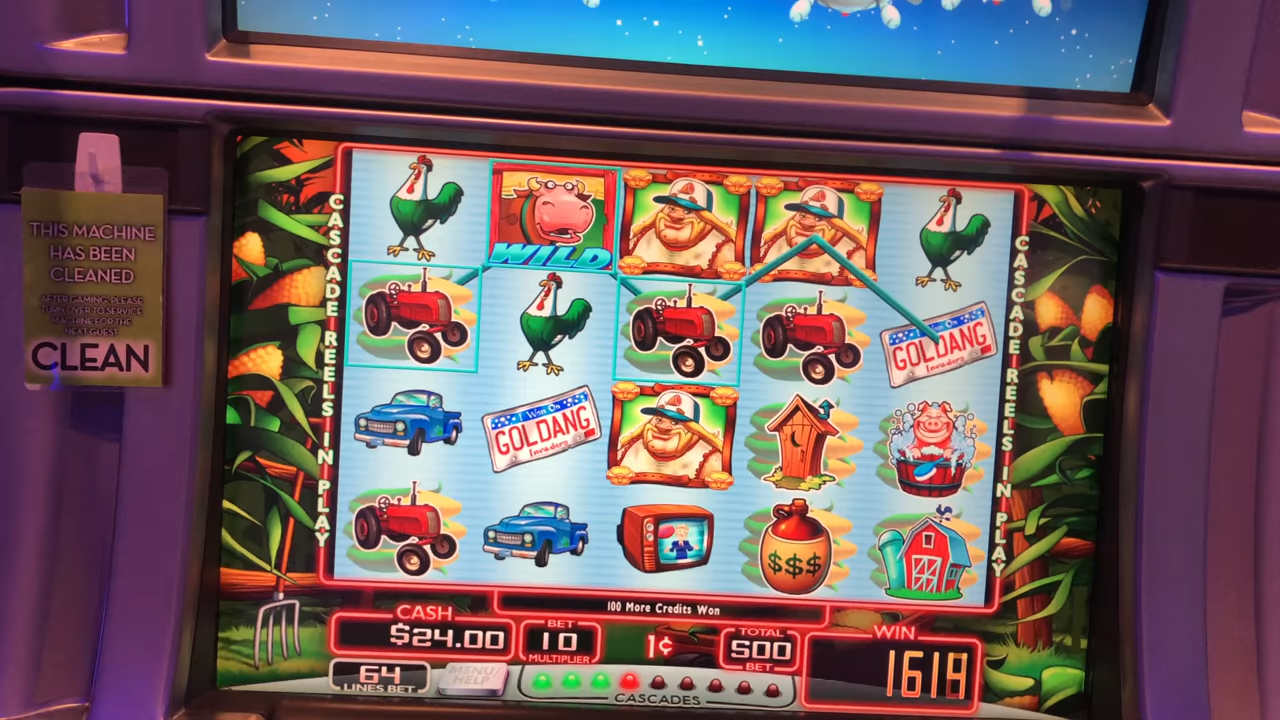 THIS MACHINE
HAS BEEN
CLEANED
AFTER GAMING, PLEASE
TURN OVER TO SERVICE
MACHINE FOR THE
NEXT GUEST
CLEAN
CASCADE REELS IN PLAY
WILD
I Won On
GOLDANG
Invaders
I Won On
GOLDANG
Invaders
$$$
CASCADE REELS IN PLAY
100 More Credits Won
CASH
$24.00
BET
10
MULTIPLIER
1¢
TOTAL
500
BET
WIN
1619
64
LINES BET
MENU
HELP
CASCADES